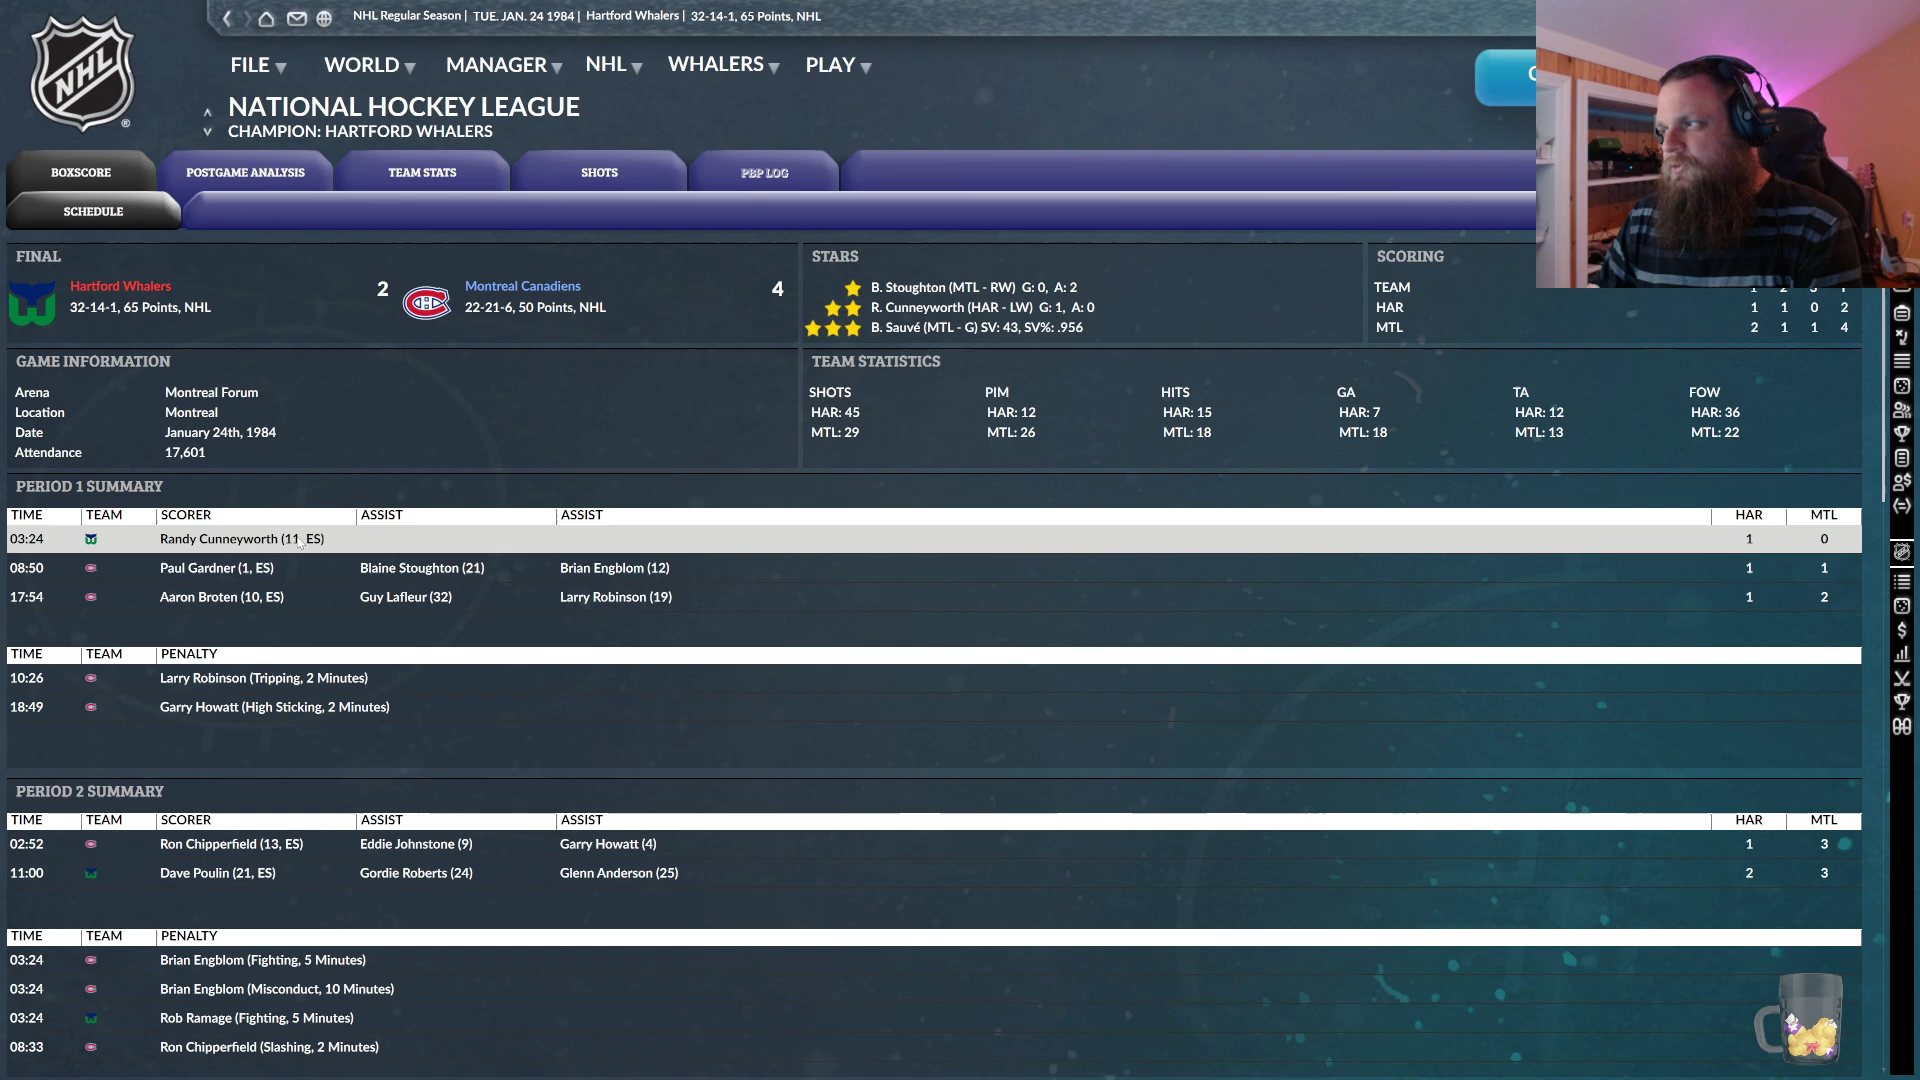 NHL Regular Season | TUE. JAN. 24 1984 | Hartford Whalers | 32-14-1, 65 Points, NHL
NHL
FILE WORLD MANAGER NHL WHALERS PLAY
NATIONAL HOCKEY LEAGUE
CHAMPION: HARTFORD WHALERS
BOXSCORE POSTGAME ANALYSIS TEAM STATS SHOTS PBP LOG
SCHEDULE
FINAL
Hartford Whalers 2 Montreal Canadiens 4
32-14-1, 65 Points, NHL 22-21-6, 50 Points, NHL
STARS
B. Stoughton (MTL - RW) G: 0, A: 2
R. Cunneyworth (HAR - LW) G: 1, A: 0
B. Sauvé (MTL - G) SV: 43, SV%: .956
SCORING
TEAM
HAR 1 1 0 2
MTL 2 1 1 4
GAME INFORMATION
Arena Montreal Forum
Location Montreal
Date January 24th, 1984
Attendance 17,601
TEAM STATISTICS
SHOTS PIM HITS GA TA FOW
HAR: 45 HAR: 12 HAR: 15 HAR: 7 HAR: 12 HAR: 36
MTL: 29 MTL: 26 MTL: 18 MTL: 18 MTL: 13 MTL: 22
PERIOD 1 SUMMARY
TIME TEAM SCORER ASSIST ASSIST HAR MTL
03:24 Randy Cunneyworth (11, ES) 1 0
08:50 Paul Gardner (1, ES) Blaine Stoughton (21) Brian Engblom (12) 1 1
17:54 Aaron Broten (10, ES) Guy Lafleur (32) Larry Robinson (19) 1 2
TIME TEAM PENALTY
10:26 Larry Robinson (Tripping, 2 Minutes)
18:49 Garry Howatt (High Sticking, 2 Minutes)
PERIOD 2 SUMMARY
TIME TEAM SCORER ASSIST ASSIST HAR MTL
02:52 Ron Chipperfield (13, ES) Eddie Johnstone (9) Garry Howatt (4) 1 3
11:00 Dave Poulin (21, ES) Gordie Roberts (24) Glenn Anderson (25) 2 3
TIME TEAM PENALTY
03:24 Brian Engblom (Fighting, 5 Minutes)
03:24 Brian Engblom (Misconduct, 10 Minutes)
03:24 Rob Ramage (Fighting, 5 Minutes)
08:33 Ron Chipperfield (Slashing, 2 Minutes)